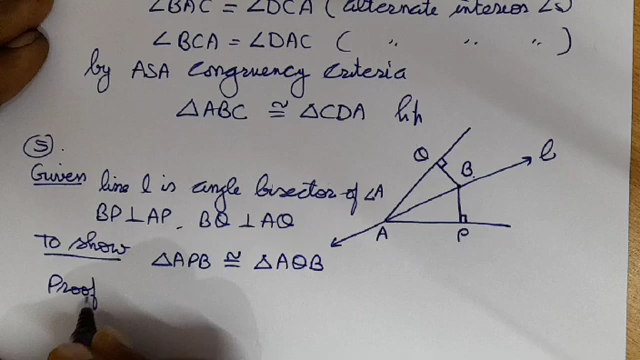 ∠BAC = ∠DCA (alternate interior ∠s)
∠BCA = ∠DAC ( ,, ,, ,, )
by ASA Congruency Criteria
△ABC ≅ △CDA hp
⑤.
Given line l is angle bisector of ∠A
BP⊥AP. BQ ⊥AQ
To show △APB ≅ △AQB
Proof
Q
B
l
A
P